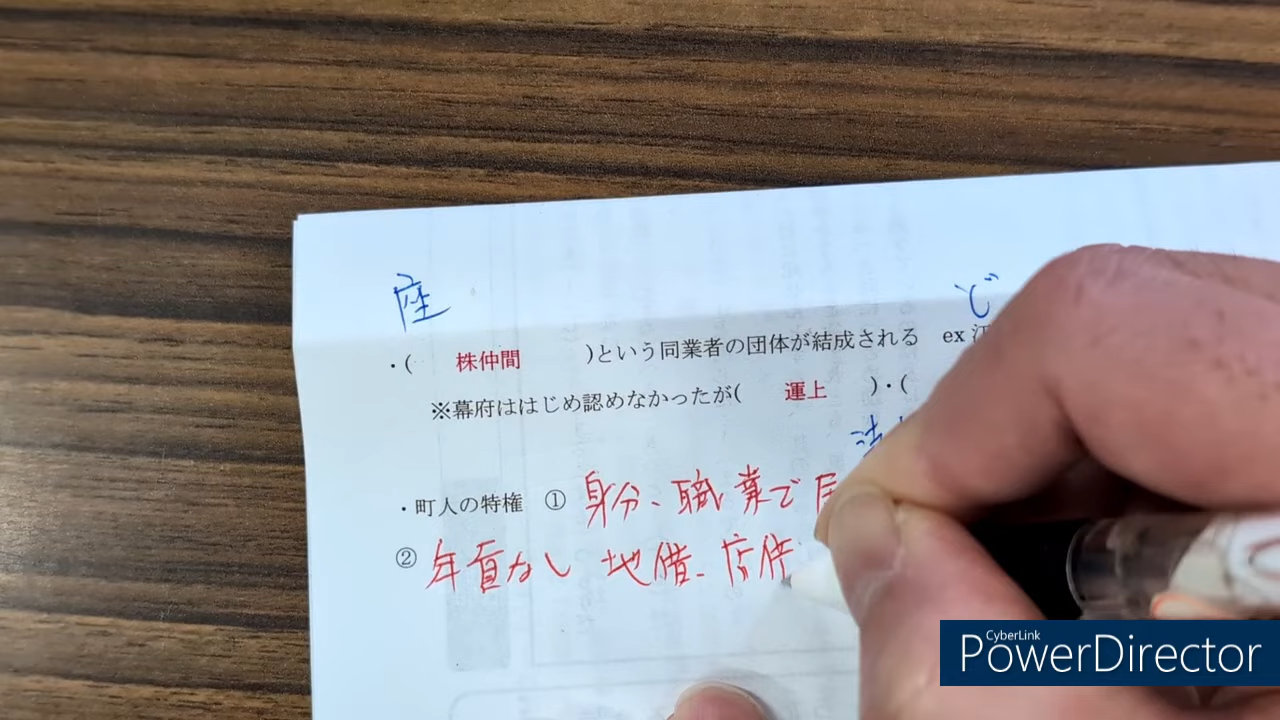 座 ど
・( 株仲間 )という同業者の団体が結成される ex 江
※幕府ははじめ認めなかったが( 運上 )・(
・町人の特権 ① 身分、職業で居
② 年貢なし 地借、店借
CyberLink
PowerDirector